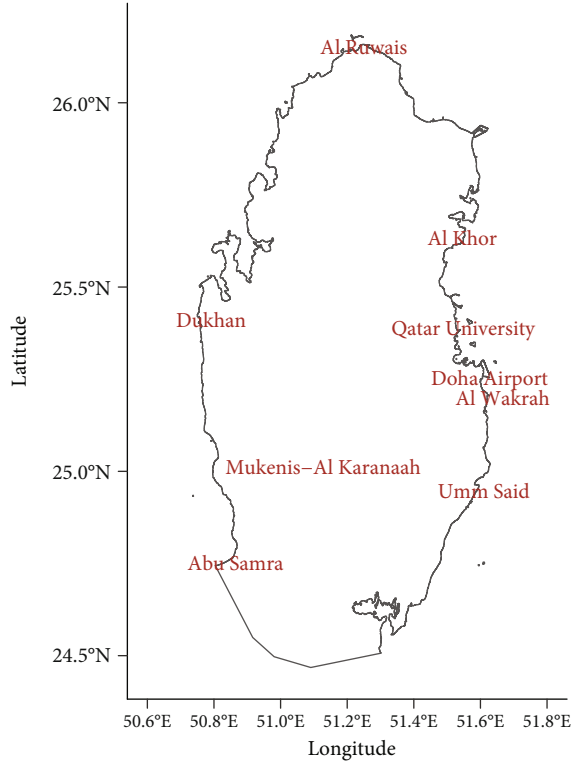 Al Ruwais
26.0°N
Al Khor
25.5°N
Dukhan
Qatar University
Latitude
Doha Airport
Al Wakrah
25.0°N
Mukenis–Al Karanaah
Umm Said
Abu Samra
24.5°N
50.6°E 50.8°E 51.0°E 51.2°E 51.4°E 51.6°E 51.8°E
Longitude